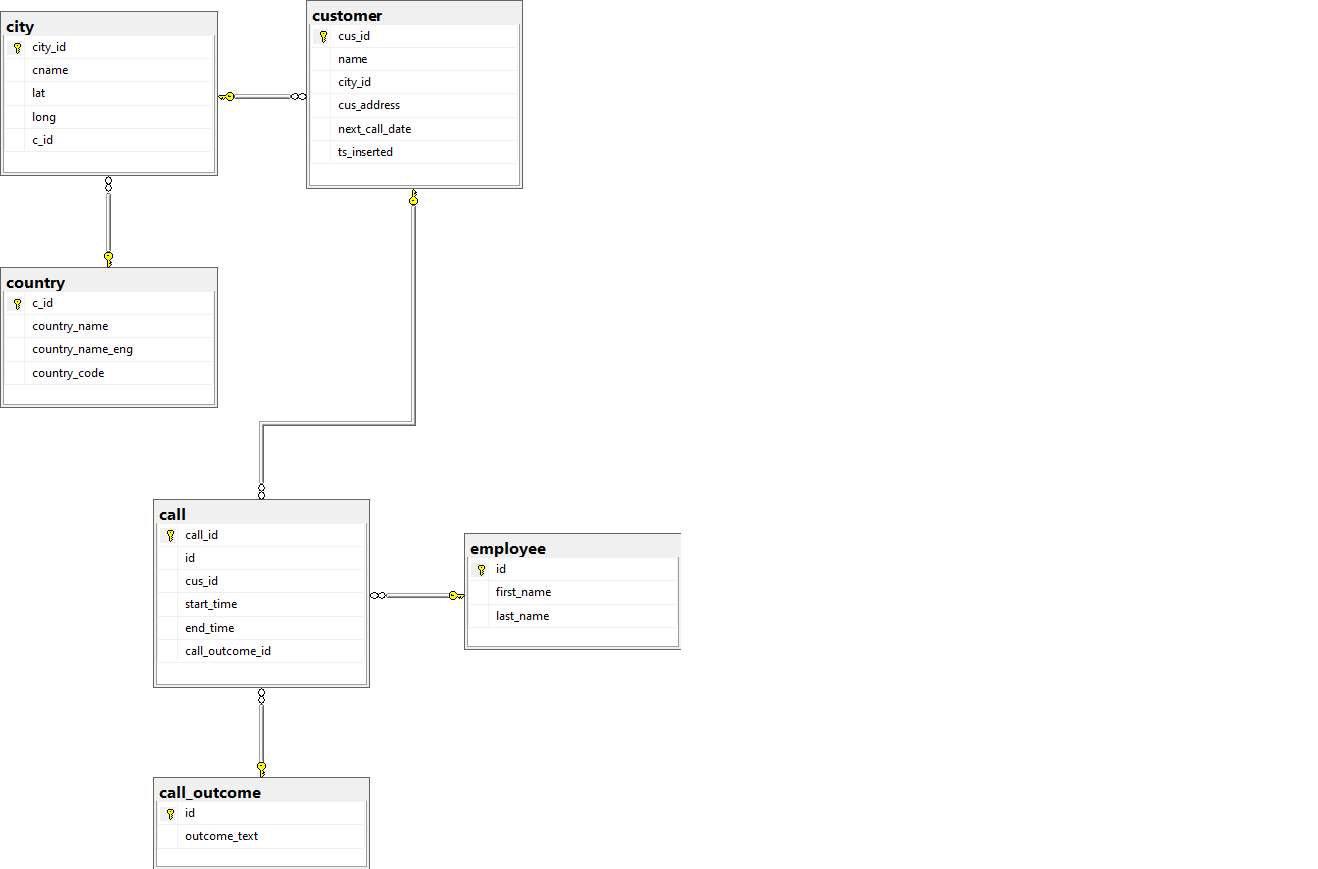 city
city_id
cname
lat
long
c_id
customer
cus_id
name
city_id
cus_address
next_call_date
ts_inserted
country
c_id
country_name
country_name_eng
country_code
call
call_id
id
cus_id
start_time
end_time
call_outcome_id
employee
id
first_name
last_name
call_outcome
id
outcome_text